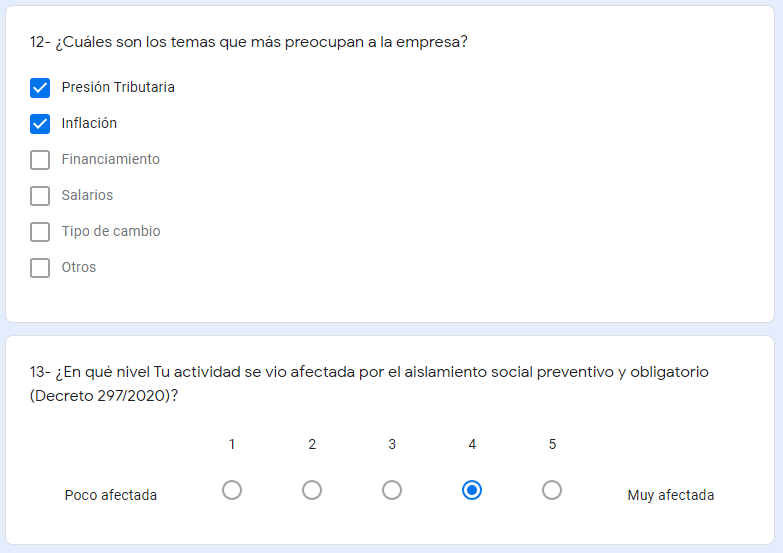 12- ¿Cuáles son los temas que más preocupan a la empresa?
Presión Tributaria
Inflación
Financiamiento
Salarios
Tipo de cambio
Otros
13- ¿En qué nivel Tu actividad se vio afectada por el aislamiento social preventivo y obligatorio
(Decreto 297/2020)?
1 2 3 4 5
Poco afectada Muy afectada